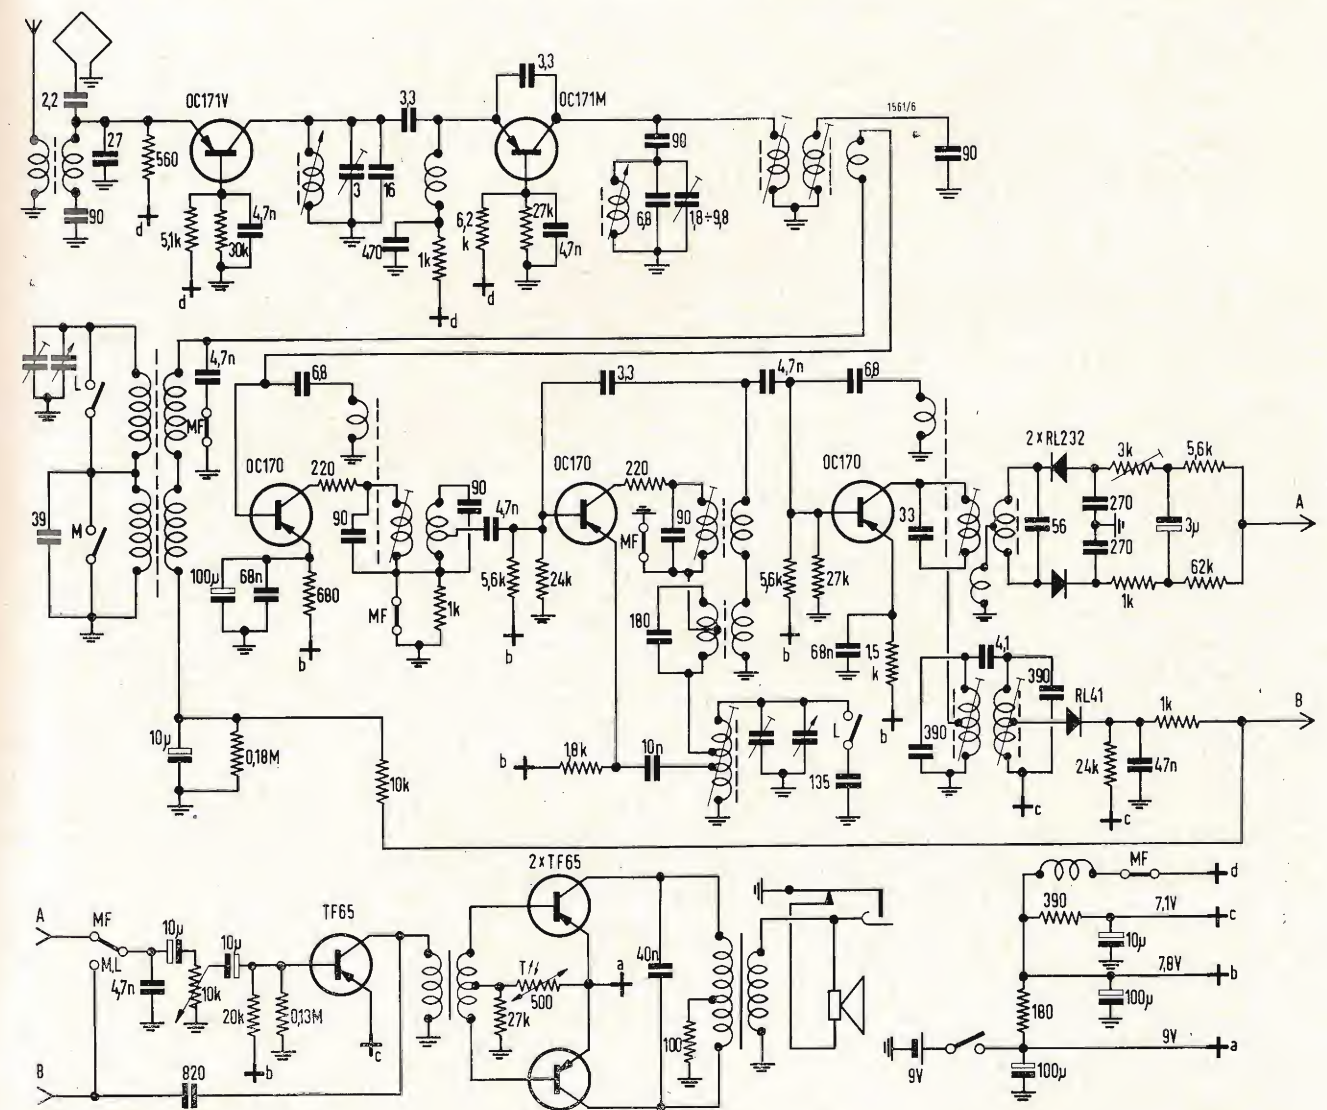 3,3
OC171M
2,2
OC171V
3,3
1561/6
27
560
90
90
90
3
16
6,8
1,8÷9,8
4,7n
5,1k
30k
d
d
470
1k
d
6,2
k
27k
4,7n
d
L
4,7n
MF
6,8
3,3
4,7n
6,8
OC170
220
90
OC170
220
OC170
2×RL232
3k
5,6k
A
39
M
90
4,7n
MF
90
33
56
270
270
3µ
100µ
68n
680
b
MF
1k
5,6k
b
24k
180
5,6k
b
27k
68n
1,5
k
b
1k
62k
4,1
390
390
RL41
1k
B
10µ
0,18M
10k
b
1,8k
10n
L
135
24k
47n
c
c
2×TF65
TF65
A
MF
10µ
10µ
M,L
4,7n
10k
20k
0,13M
b
c
T
500
27k
a
40n
100
B
820
MF
d
390
7,1V
c
10µ
7,8V
b
100µ
180
9V
9V
a
100µ